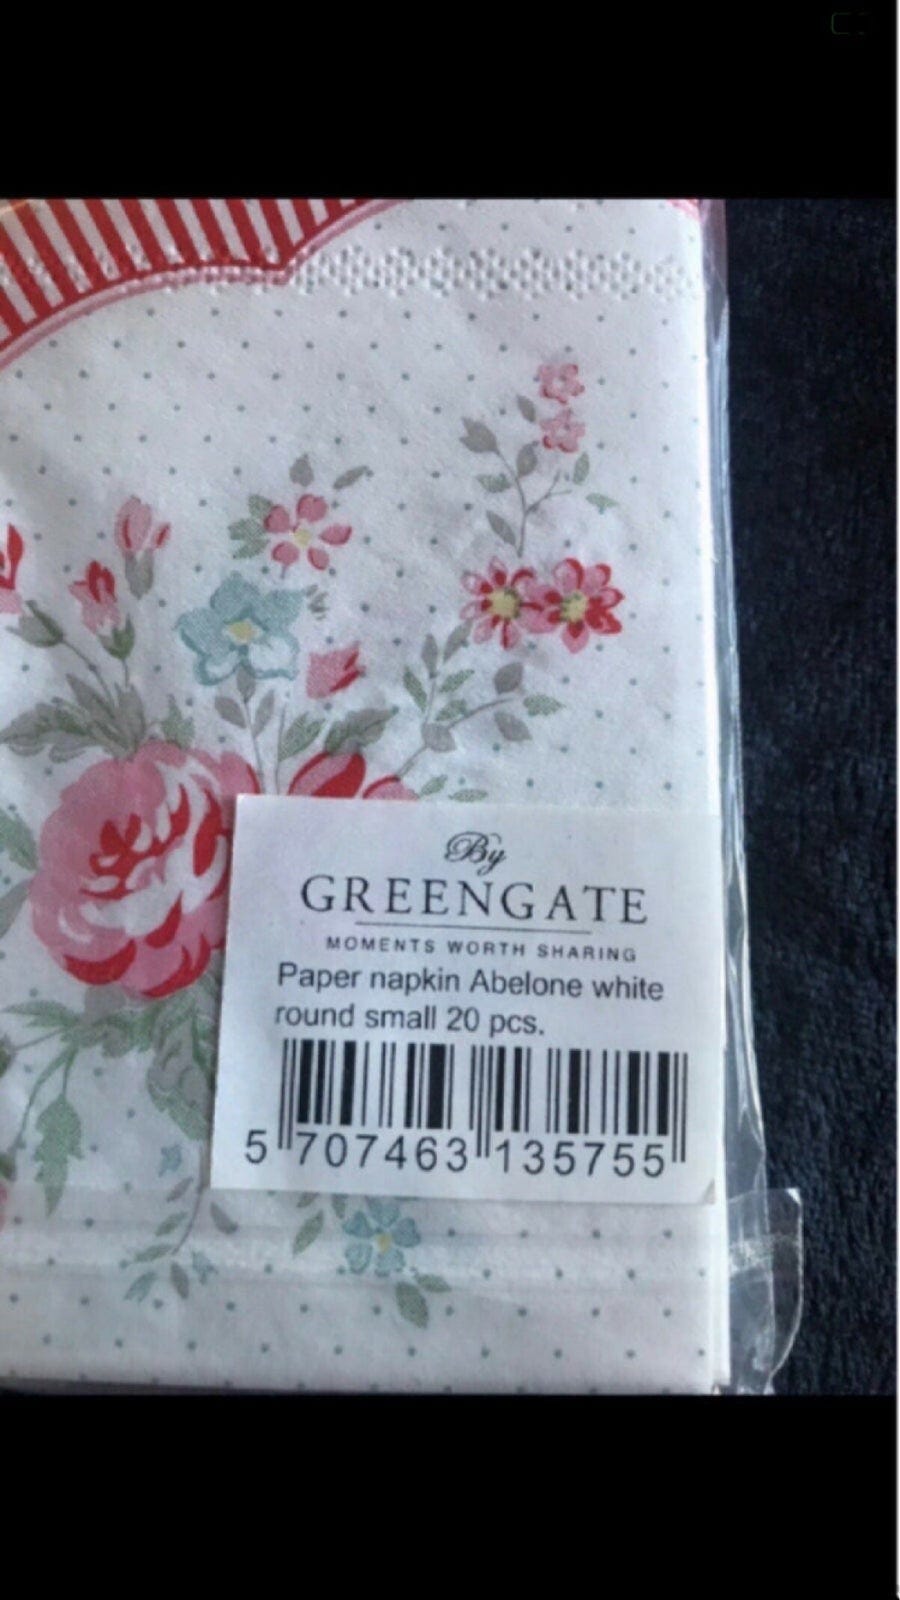 By
GREENGATE
MOMENTS WORTH SHARING
Paper napkin Abelone white
round small 20 pcs.
5 707463 135755